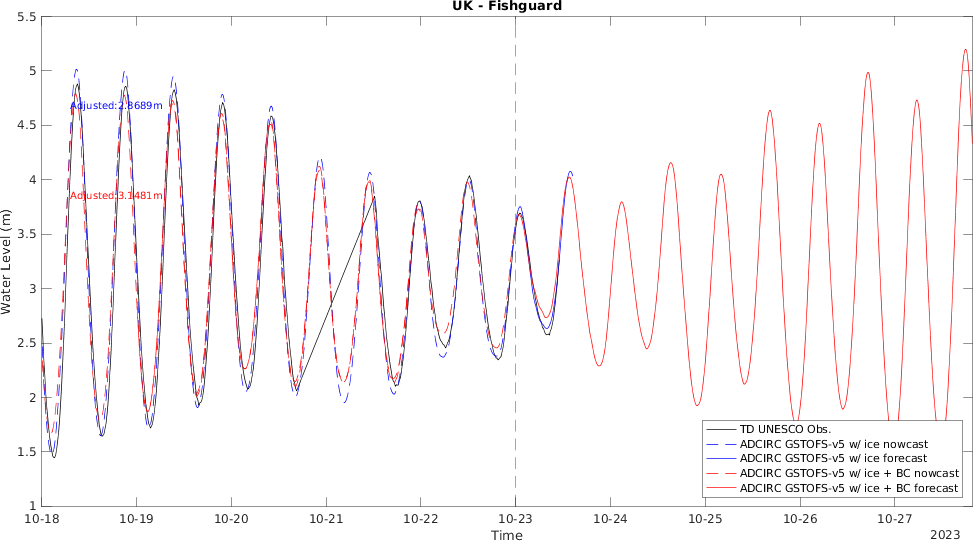 UK - Fishguard
5.5
5
4.5
4
3.5
3
2.5
2
1.5
1
Water Level (m)
Adjusted:2.8689m
Adjusted:3.1481m
TD UNESCO Obs.
ADCIRC GSTOFS-v5 w/ ice nowcast
ADCIRC GSTOFS-v5 w/ ice forecast
ADCIRC GSTOFS-v5 w/ ice + BC nowcast
ADCIRC GSTOFS-v5 w/ ice + BC forecast
10-18 10-19 10-20 10-21 10-22 10-23 10-24 10-25 10-26 10-27
Time
2023